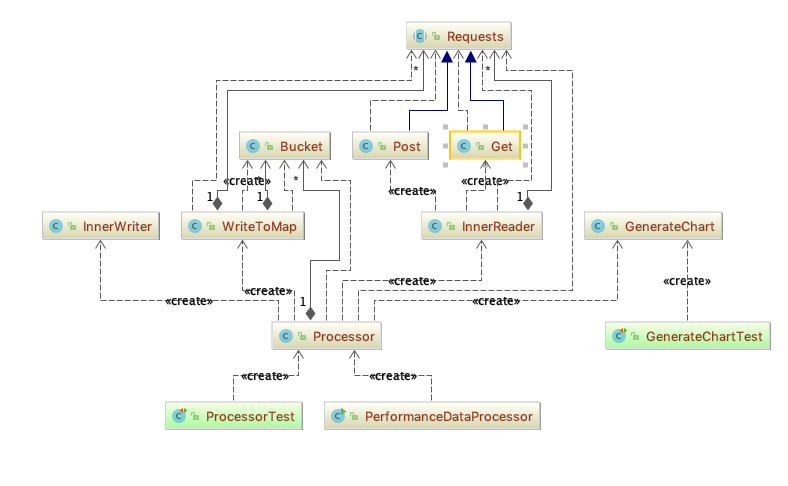 Requests
*
*
Bucket
Post
Get
«create»
*
*
«create»
«create»
1
1
1
InnerWriter
WriteToMap
InnerReader
GenerateChart
«create»
«create»
«create»
«create»
«create»
1
Processor
GenerateChartTest
«create»
«create»
ProcessorTest
PerformanceDataProcessor